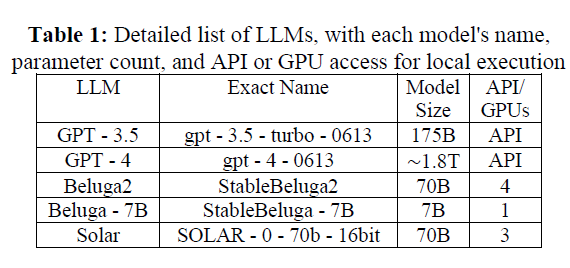 Table 1: Detailed list of LLMs, with each model's name,
parameter count, and API or GPU access for local execution
LLM Exact Name Model Size API/ GPUs
GPT - 3.5 gpt - 3.5 - turbo - 0613 175B API
GPT - 4 gpt - 4 - 0613 ~1.8T API
Beluga2 StableBeluga2 70B 4
Beluga - 7B StableBeluga - 7B 7B 1
Solar SOLAR - 0 - 70b - 16bit 70B 3